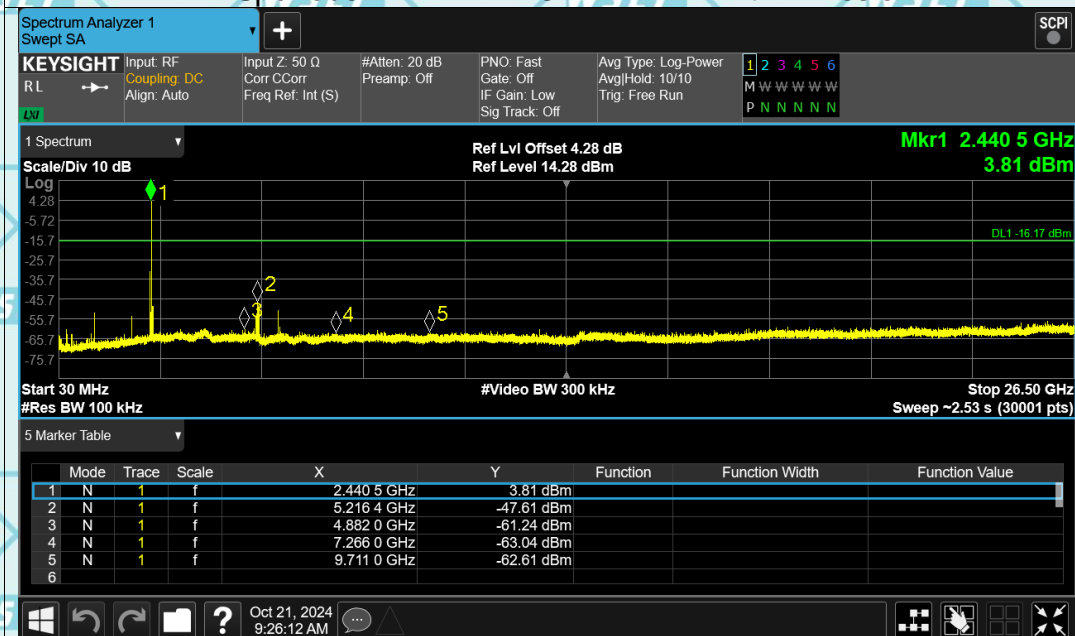 Spectrum Analyzer 1
Swept SA
+
SCPI
KEYSIGHT
RL
LXI
Input: RF
Coupling: DC
Align: Auto
Input Z: 50 Ω
Corr CCorr
Freq Ref: Int (S)
#Atten: 20 dB
Preamp: Off
PNO: Fast
Gate: Off
IF Gain: Low
Sig Track: Off
Avg Type: Log-Power
Avg|Hold: 10/10
Trig: Free Run
1 2 3 4 5 6
M W W W W W
P N N N N N
1 Spectrum
Scale/Div 10 dB
Ref Lvl Offset 4.28 dB
Ref Level 14.28 dBm
Mkr1 2.440 5 GHz
3.81 dBm
Log
4.28
-5.72
-15.7
-25.7
-35.7
-45.7
-55.7
-65.7
-75.7
1
2
3
4
5
DL1 -16.17 dBm
Start 30 MHz
#Video BW 300 kHz
Stop 26.50 GHz
#Res BW 100 kHz
Sweep ~2.53 s (30001 pts)
5 Marker Table
Mode Trace Scale X Y Function Function Width Function Value
1 N 1 f 2.440 5 GHz 3.81 dBm
2 N 1 f 5.216 4 GHz -47.61 dBm
3 N 1 f 4.882 0 GHz -61.24 dBm
4 N 1 f 7.266 0 GHz -63.04 dBm
5 N 1 f 9.711 0 GHz -62.61 dBm
6
?
Oct 21, 2024
9:26:12 AM